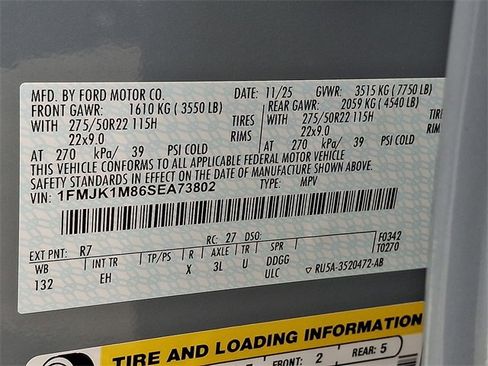 MFD. BY FORD MOTOR CO. DATE: 11/25 GVWR: 3515 KG ( 7750 LB)
FRONT GAWR: 1610 KG ( 3550 LB) REAR GAWR: 2059 KG ( 4540 LB)
WITH 275/50R22 115H TIRES WITH 275/50R22 115H TIRES
22x9.0 RIMS 22x9.0 RIMS
AT 270 kPa/ 39 PSI COLD AT 270 kPa/ 39 PSI COLD
THIS VEHICLE CONFORMS TO ALL APPLICABLE FEDERAL MOTOR VEHICLE
SAFETY STANDARDS IN EFFECT ON THE DATE OF MANUFACTURE SHOWN ABOVE.
VIN: 1FMJK1M86SEA73802 TYPE: MPV
F0342
T0270
EXT PNT: R7 RC: 27 DSO:
WB INT TR TP/PS R AXLE TR SPR
132 EH X 3L U DDGG
ULC RU5A-3520472-AB
TIRE AND LOADING INFORMATION
FRONT: 2 REAR: 5